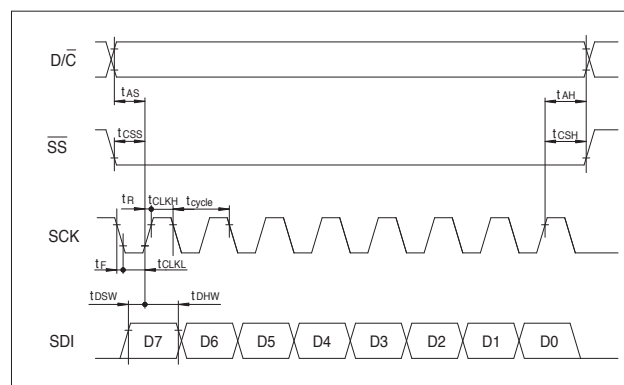 D/C̅
tAS
tAH
S̅S̅
tCSS
tCSH
tR tCLKH tcycle
SCK
tF tCLKL
tDSW tDHW
SDI D7 D6 D5 D4 D3 D2 D1 D0